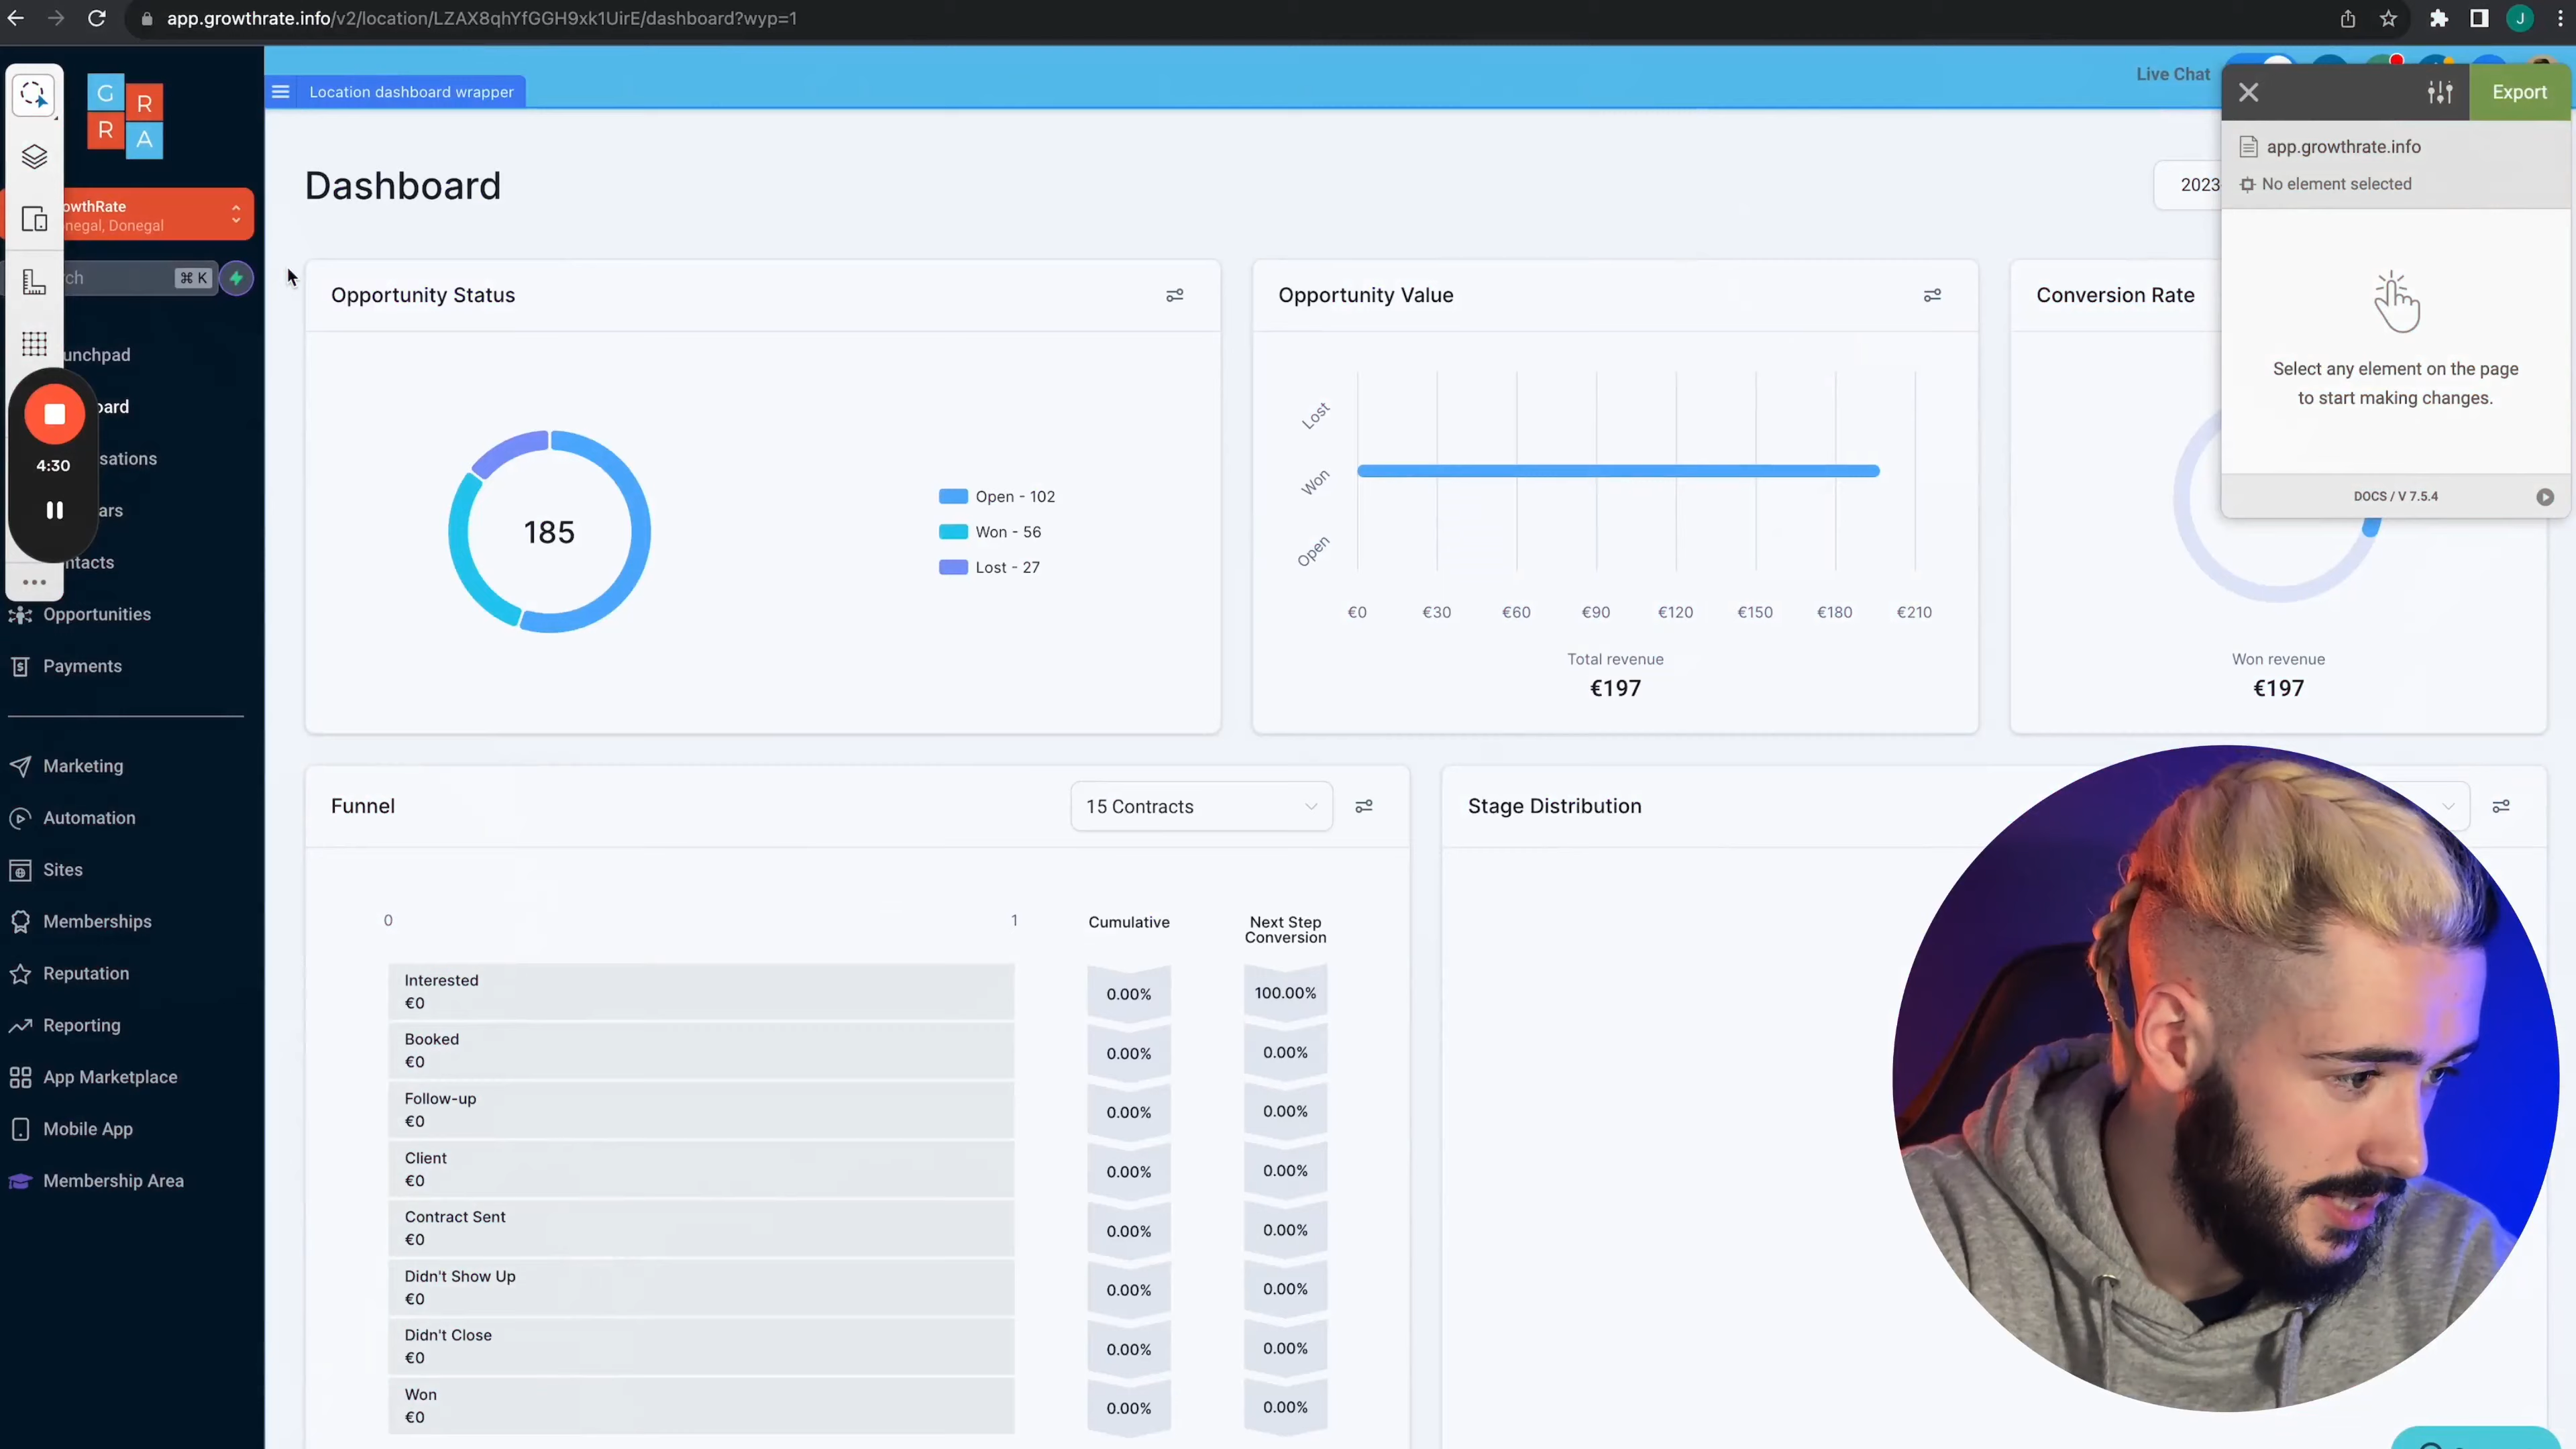 app.growthrate.info/v2/location/LZAX8qhYfGGH9xk1UirE/dashboard?wyp=1
J
G
R
R
A
Location dashboard wrapper
Live Chat
Export
app.growthrate.info
No element selected
Select any element on the page
to start making changes.
DOCS / V 7.5.4
owthRate
negal, Donegal
rch
⌘ K
unchpad
oard
sations
ars
ntacts
Opportunities
Payments
Marketing
Automation
Sites
Memberships
Reputation
Reporting
App Marketplace
Mobile App
Membership Area
4:30
Dashboard
2023
Opportunity Status
185
Open - 102
Won - 56
Lost - 27
Opportunity Value
Lost
Won
Open
€0 €30 €60 €90 €120 €150 €180 €210
Total revenue
€197
Conversion Rate
Won revenue
€197
Funnel
15 Contracts
0 1
Cumulative
Next Step
Conversion
Interested
€0
0.00% 100.00%
Booked
€0
0.00% 0.00%
Follow-up
€0
0.00% 0.00%
Client
€0
0.00% 0.00%
Contract Sent
€0
0.00% 0.00%
Didn't Show Up
€0
0.00% 0.00%
Didn't Close
€0
0.00% 0.00%
Won
€0
0.00% 0.00%
Stage Distribution